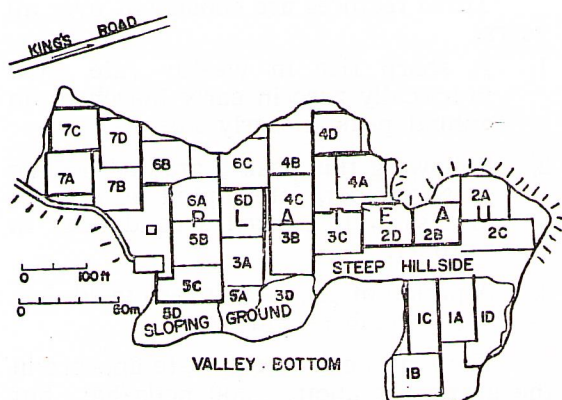 KING'S ROAD
7C
7D
6B
6C
4B
4D
7A
7B
6A
6D
4C
4A
2A
PLATEAU
5B
3A
3B
3C
2D
2B
2C
5C
5A
3D
STEEP HILLSIDE
5D
SLOPING GROUND
1C
1A
1D
1B
0 100ft
0 60m
VALLEY · BOTTOM